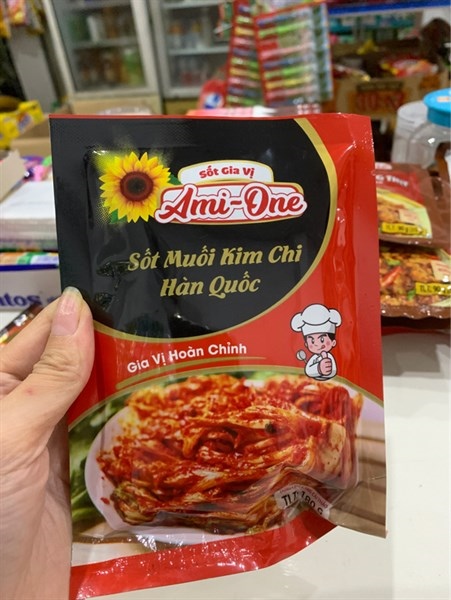 Sốt Gia Vị
Ami-One
Sốt Muối Kim Chi
Hàn Quốc
Gia Vị Hoàn Chỉnh